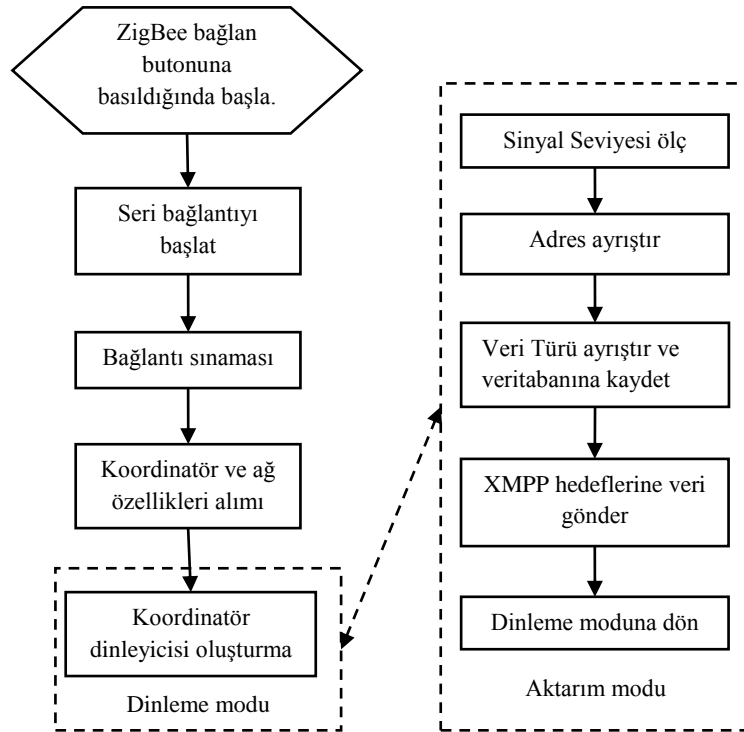 ZigBee bağlan
butonuna
basıldığında başla.
Seri bağlantıyı
başlat
Bağlantı sınaması
Koordinatör ve ağ
özellikleri alımı
Koordinatör
dinleyicisi oluşturma
Dinleme modu
Sinyal Seviyesi ölç
Adres ayrıştır
Veri Türü ayrıştır ve
veritabanına kaydet
XMPP hedeflerine veri
gönder
Dinleme moduna dön
Aktarım modu